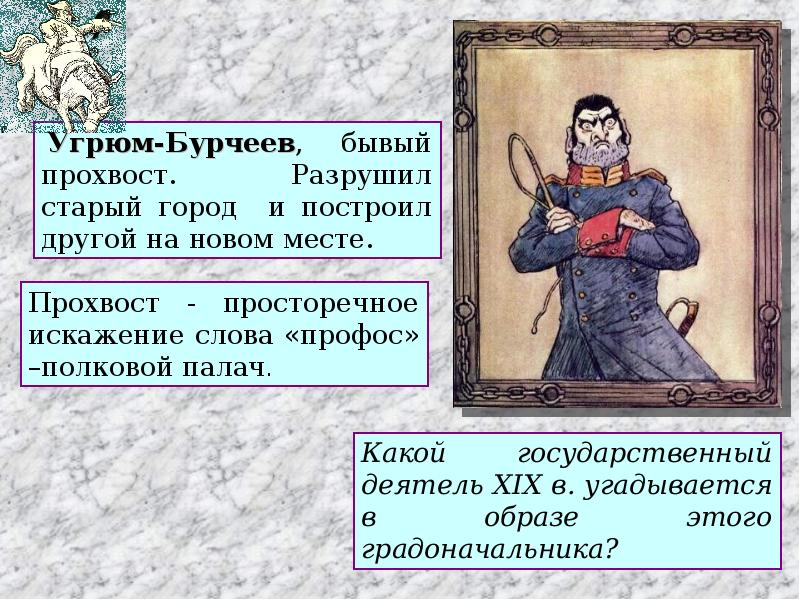 Угрюм-Бурчеев, бывый
прохвост. Разрушил
старый город и построил
другой на новом месте.
Прохвост - просторечное
искажение слова «профос»
–полковой палач.
Какой государственный
деятель XIX в. угадывается
в образе этого
градоначальника?